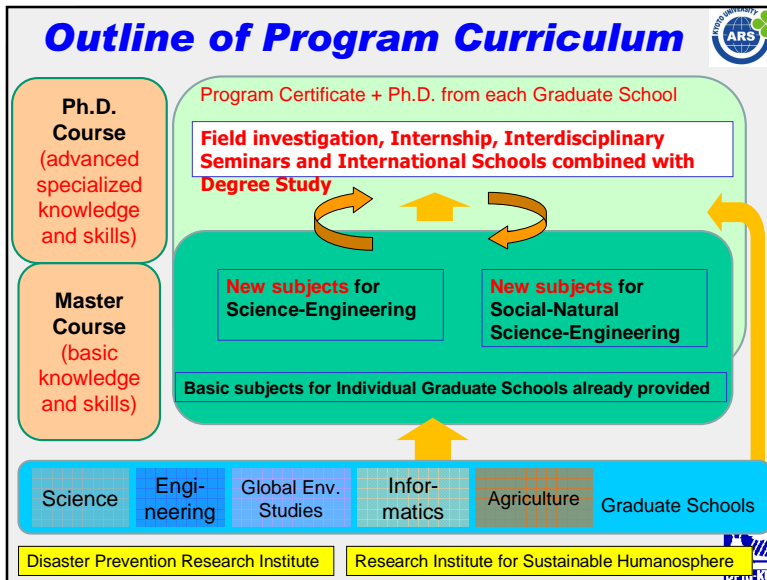 Outline of Program Curriculum
KYOTO UNIVERSITY
ARS
Ph.D.
Course
(advanced
specialized
knowledge
and skills)
Program Certificate + Ph.D. from each Graduate School
Field investigation, Internship, Interdisciplinary
Seminars and International Schools combined with
Degree Study
Master
Course
(basic
knowledge
and skills)
New subjects for
Science-Engineering
New subjects for
Social-Natural
Science-Engineering
Basic subjects for Individual Graduate Schools already provided
Science
Engi-
neering
Global Env.
Studies
Infor-
matics
Agriculture
Graduate Schools
Disaster Prevention Research Institute
Research Institute for Sustainable Humanosphere